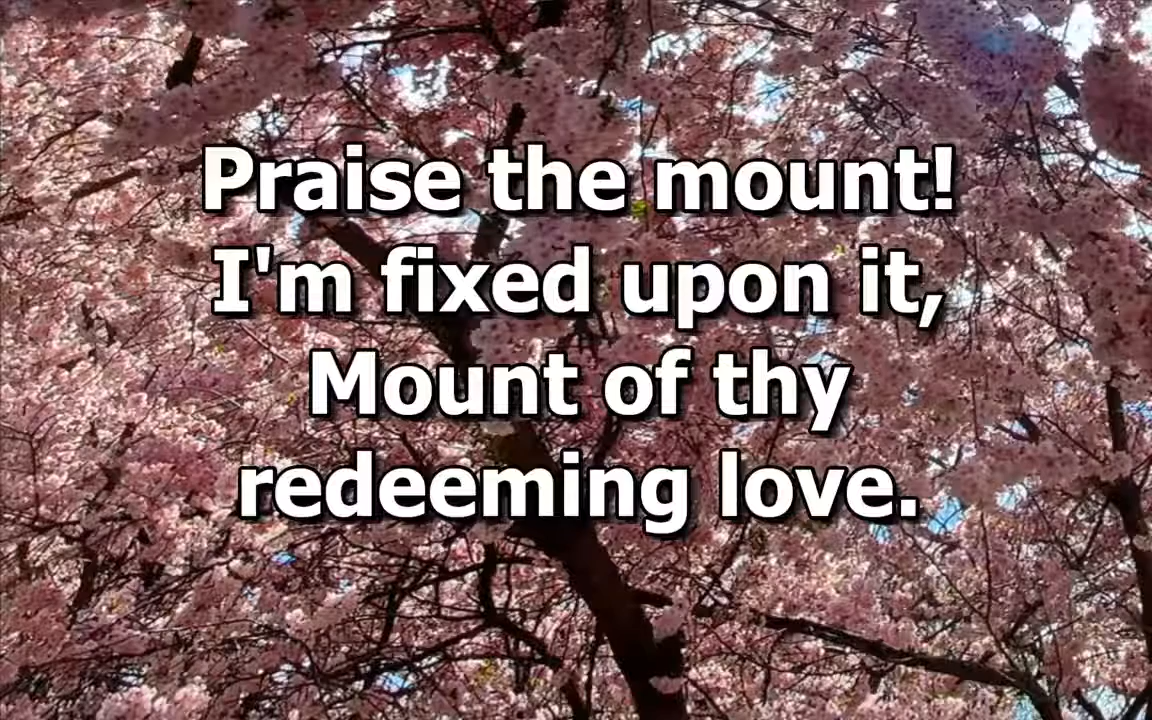 Praise the mount!
I'm fixed upon it,
Mount of thy
redeeming love.